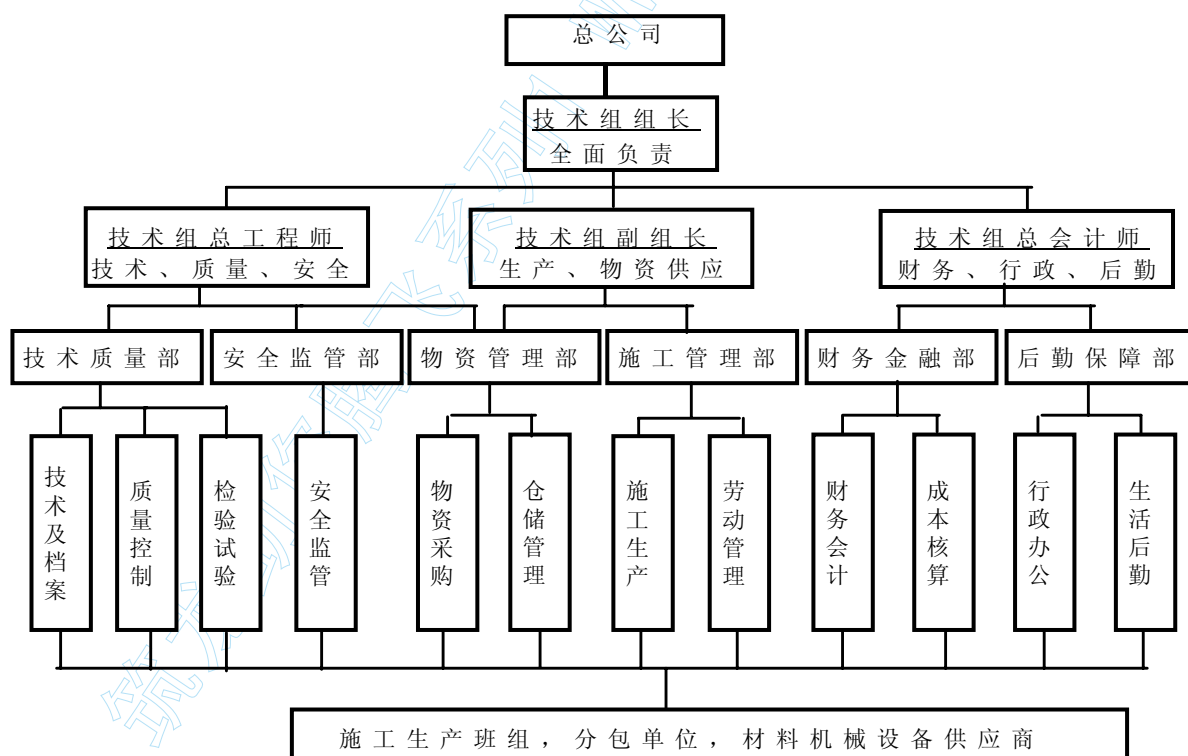 总公司
技术组组长
全面负责
技术组总工程师
技术、质量、安全
技术组副组长
生产、物资供应
技术组总会计师
财务、行政、后勤
技术质量部
安全监管部
物资管理部
施工管理部
财务金融部
后勤保障部
技术及档案
质量控制
检验试验
安全监管
物资采购
仓储管理
施工生产
劳动管理
财务会计
成本核算
行政办公
生活后勤
施工生产班组，分包单位，材料机械设备供应商